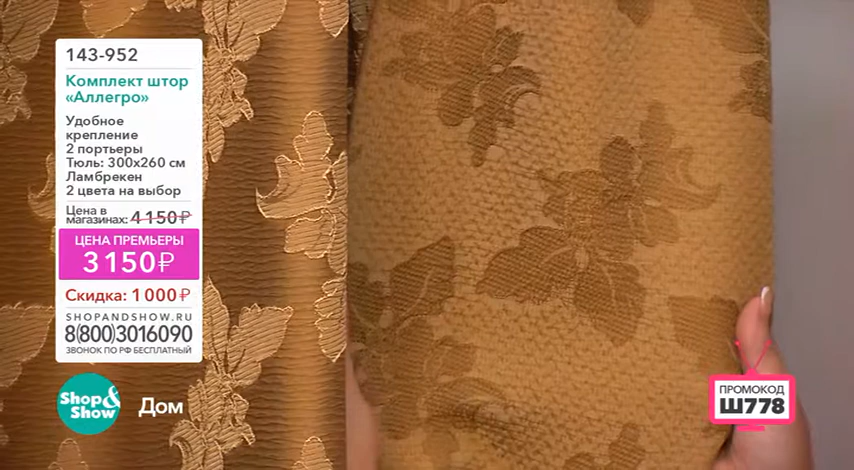 143-952
Комплект штор
«Аллегро»
Удобное
крепление
2 портьеры
Тюль: 300х260 см
Ламбрекен
2 цвета на выбор
Цена в
магазинах: 4 150₽
ЦЕНА ПРЕМЬЕРЫ
3 150₽
Скидка: 1 000₽
SHOPANDSHOW.RU
8(800)3016090
ЗВОНОК ПО РФ БЕСПЛАТНЫЙ
Shop&
Show
Дом
ПРОМОКОД
Ш778